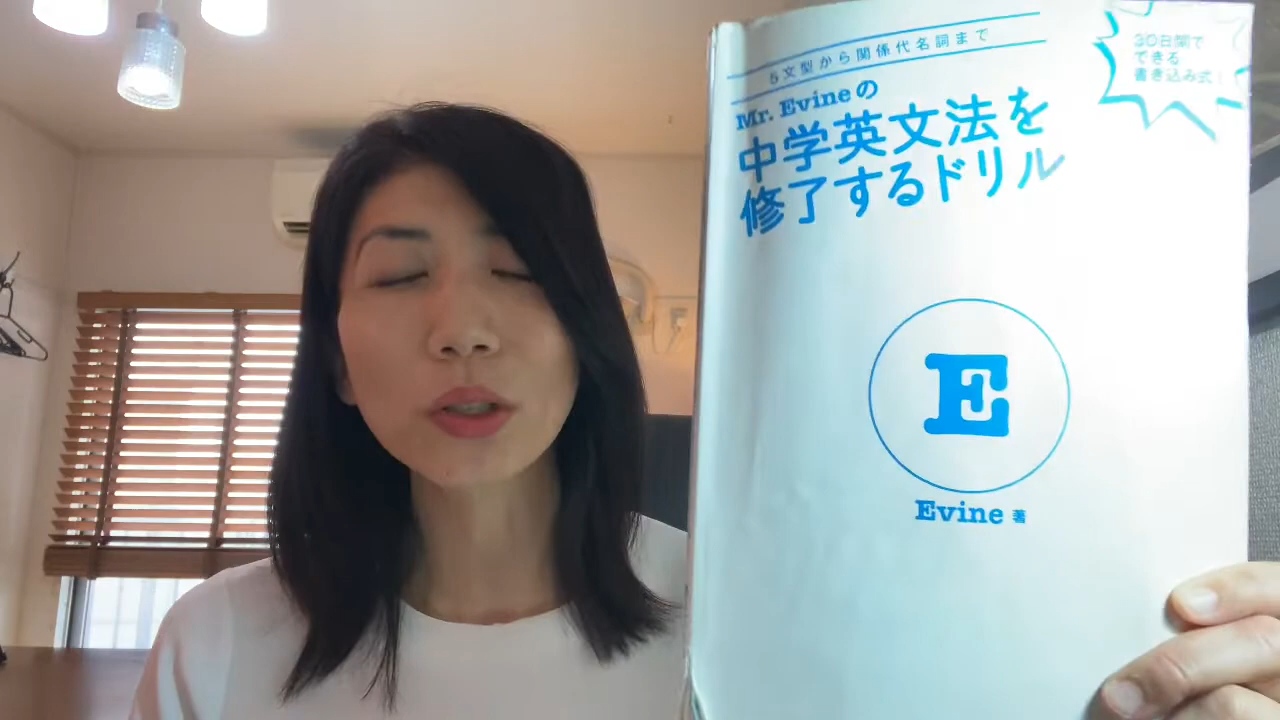 5文型から関係代名詞まで
Mr. Evineの
中学英文法を
修了するドリル
30日間で
できる
書き込み式！
E
Evine 著